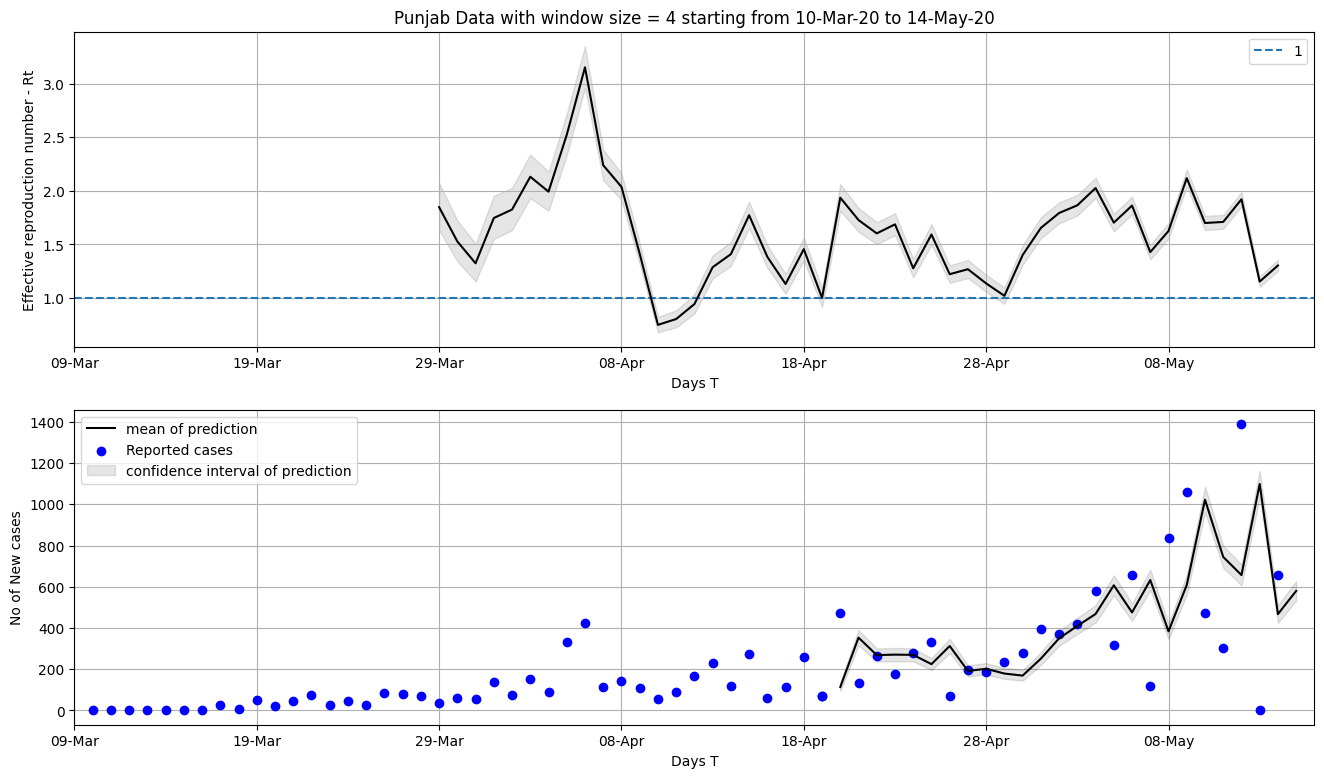 Punjab Data with window size = 4 starting from 10-Mar-20 to 14-May-20
Effective reproduction number - Rt
3.0
2.5
2.0
1.5
1.0
1
09-Mar 19-Mar 29-Mar 08-Apr 18-Apr 28-Apr 08-May
Days T
No of New cases
1400
1200
1000
800
600
400
200
0
mean of prediction
Reported cases
confidence interval of prediction
09-Mar 19-Mar 29-Mar 08-Apr 18-Apr 28-Apr 08-May
Days T